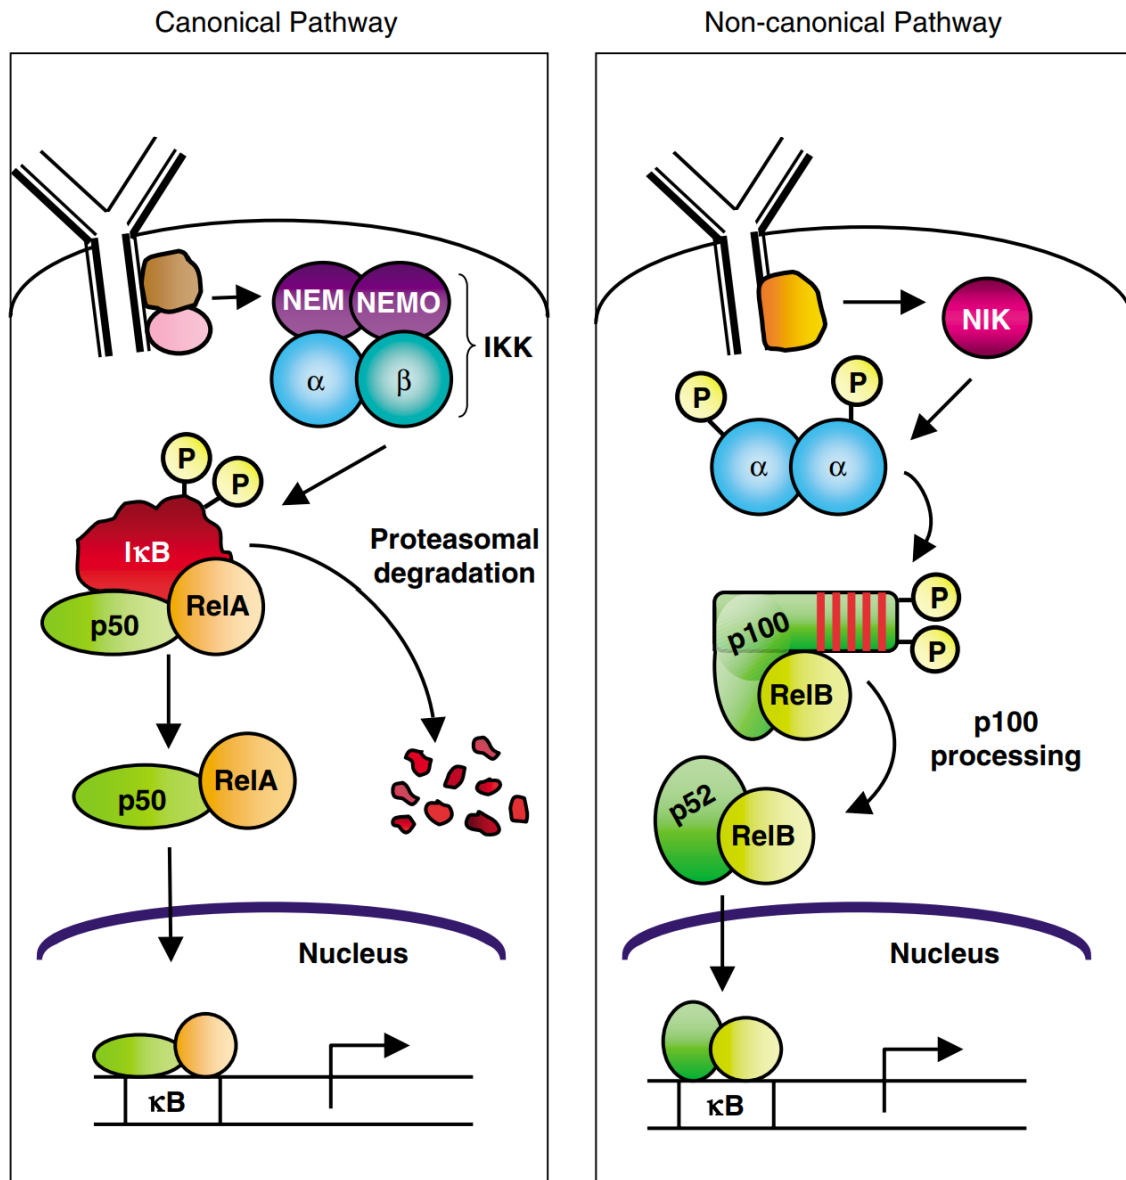 Canonical Pathway
NEM NEMO
IKK
α β
P
P
Proteasomal
degradation
IκB
RelA
p50
RelA
p50
Nucleus
κB
Non-canonical Pathway
NIK
P
P
α α
P
p100
P
RelB
p100
processing
p52
RelB
Nucleus
κB